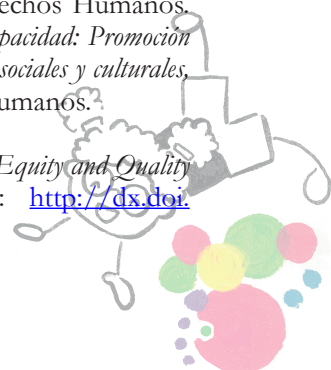 echos Humanos.
pacidad: Promoción
sociales y culturales,
umanos.
Equity and Quality
: http://dx.doi.